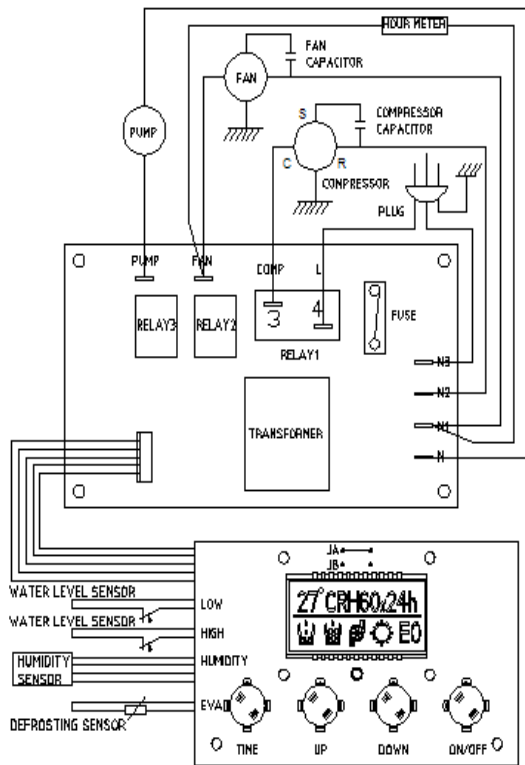 HOUR METER
FAN
CAPACITOR
FAN
S
COMPRESSOR
CAPACITOR
PUMP
C
R
COMPRESSOR
PLUG
PUMP
FAN
COMP
L
RELAY3
RELAY2
3
4
FUSE
RELAY1
N3
N2
TRANSFORMER
N1
N
JA
JB
WATER LEVEL SENSOR
LOW
27°CRH60%24h
WATER LEVEL SENSOR
HIGH
E0
HUMIDITY
SENSOR
HUMIDITY
EVA
DEFROSTING SENSOR
TIME
UP
DOWN
ON/OFF